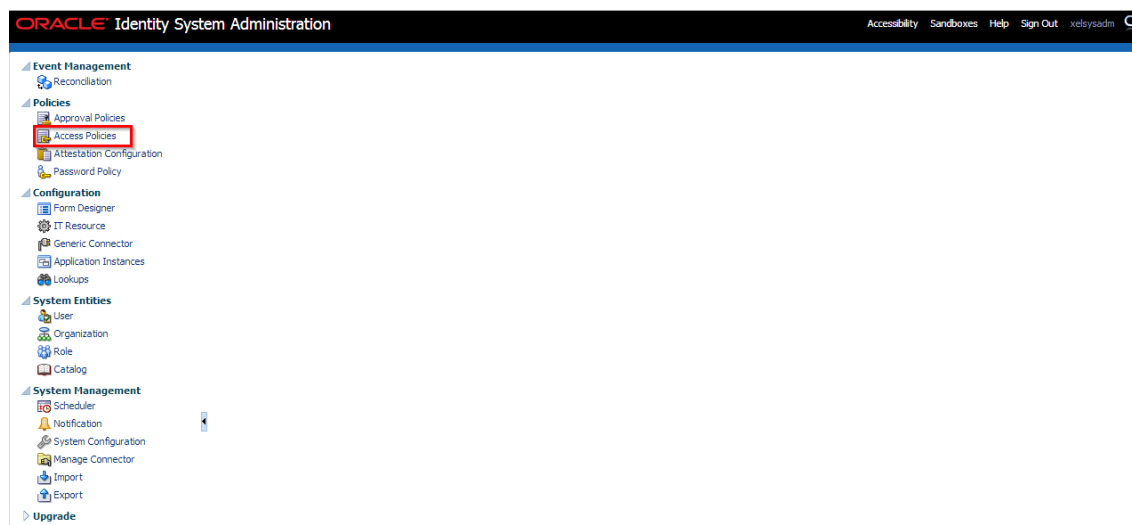 ORACLE Identity System Administration
Accessibility Sandboxes Help Sign Out xelsysadm
Event Management
Reconciliation
Policies
Approval Policies
Access Policies
Attestation Configuration
Password Policy
Configuration
Form Designer
IT Resource
Generic Connector
Application Instances
Lookups
System Entities
User
Organization
Role
Catalog
System Management
Scheduler
Notification
System Configuration
Manage Connector
Import
Export
Upgrade